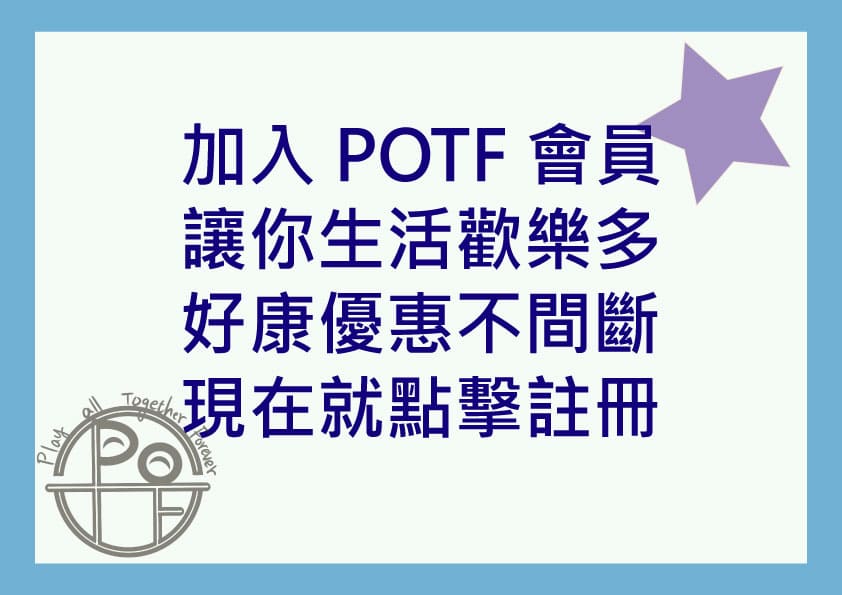 加入 POTF 會員
讓你生活歡樂多
好康優惠不間斷
現在就點擊註冊
Play all Together Forever
PO
TF